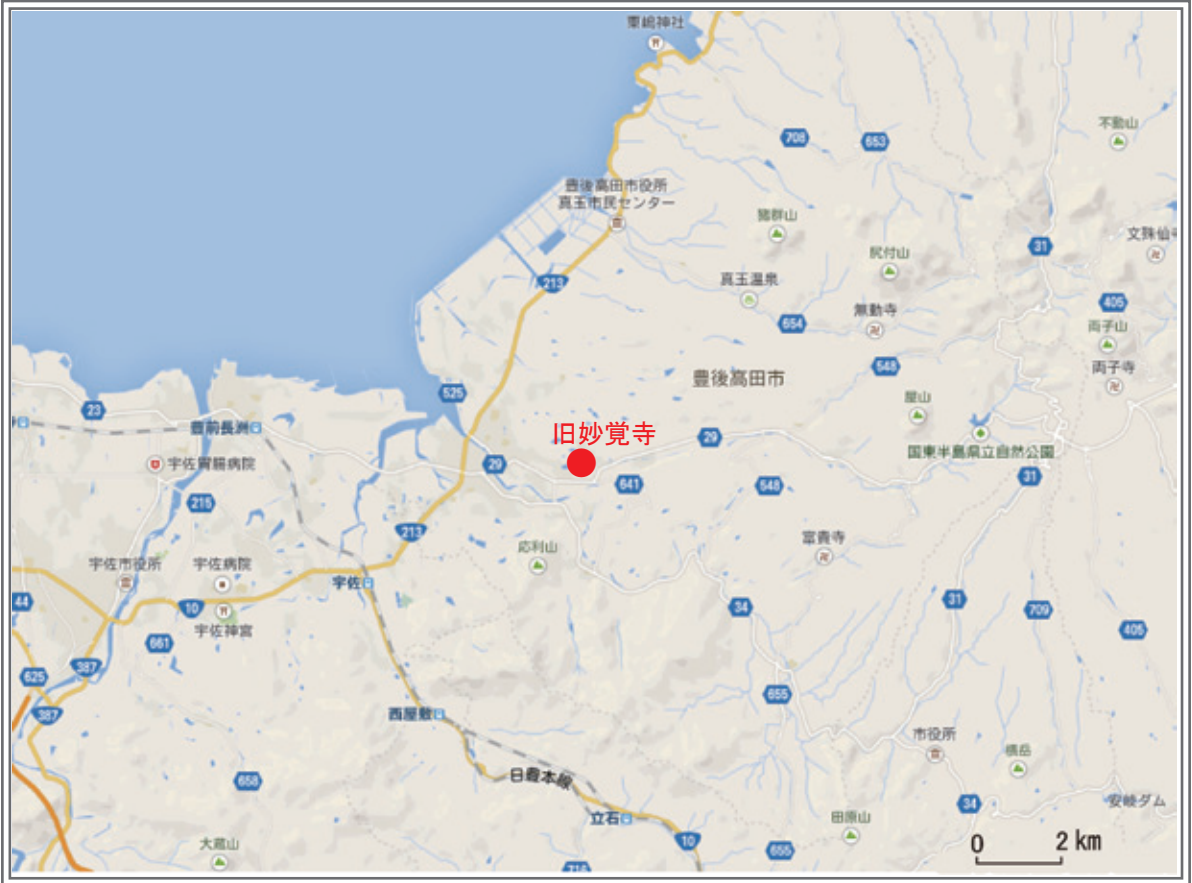 粟嶋神社
708
653
不動山
豊後高田市役所
真玉市民センター
猪群山
31
文殊仙寺
尻付山
213
真玉温泉
405
無動寺
654
両子山
548
両子寺
豊後高田市
525
23
屋山
豊前長洲
旧妙覚寺
29
国東半島県立自然公園
宇佐胃腸病院
29
641
548
31
215
213
応利山
富貴寺
宇佐市役所
宇佐病院
宇佐
44
10
34
31
709
405
宇佐神宮
661
387
625
655
387
西屋敷
市役所
横岳
日豊本線
658
34
安岐ダム
立石
田原山
10
大蔵山
655
716
0
2 km